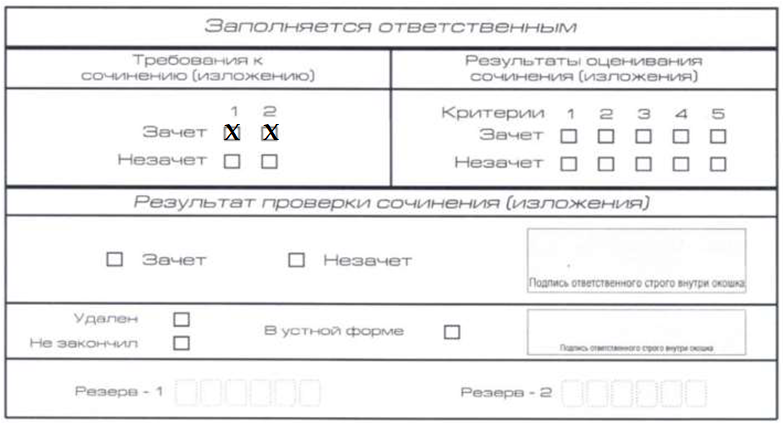 Заполняется ответственным
Требования к
сочинению (изложению)
Результаты оценивания
сочинения (изложения)
1 2
Зачет X X
Незачет
Критерии 1 2 3 4 5
Зачет
Незачет
Результат проверки сочинения (изложения)
Зачет Незачет
Подпись ответственного строго внутри окошка
Удален
Не закончил
В устной форме
Подпись ответственного строго внутри окошка
Резерв - 1 Резерв - 2